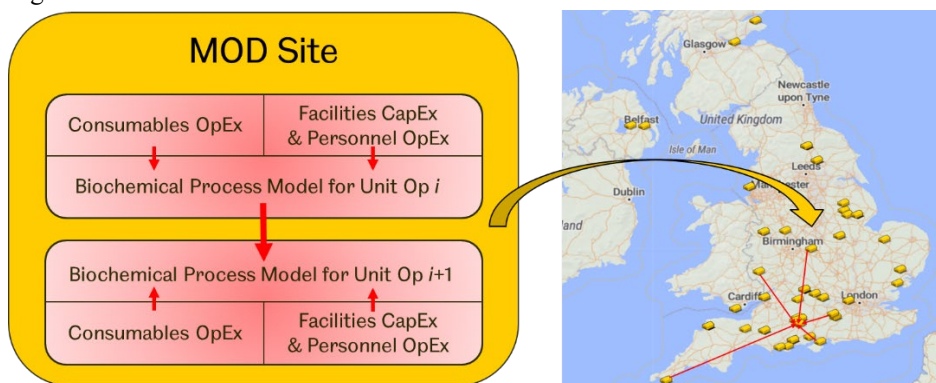 MOD Site
Consumables OpEx
Facilities CapEx
& Personnel OpEx
Biochemical Process Model for Unit Op i
Biochemical Process Model for Unit Op i+1
Consumables OpEx
Facilities CapEx
& Personnel OpEx
Glasgow
Newcastle
upon Tyne
Belfast
United Kingdom
Isle of Man
Leeds
Dublin
Birmingham
Cardiff
London